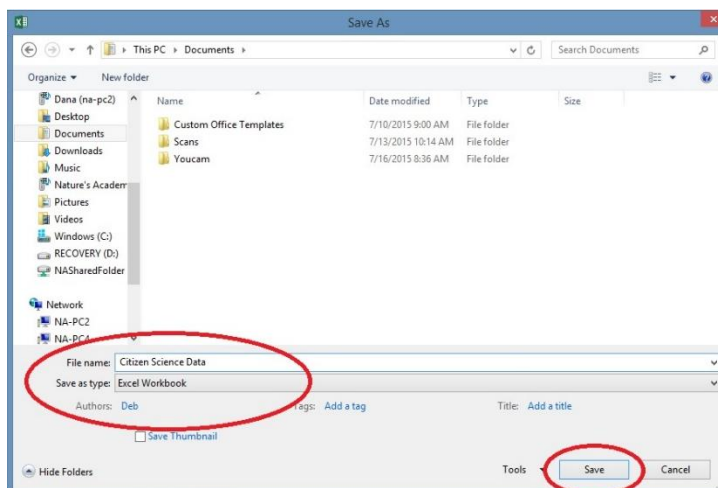 Save As
This PC Documents
Search Documents
Organize New folder
Name Date modified Type Size
Dana (na-pc2)
Desktop
Documents
Downloads
Music
Nature's Academ
Pictures
Videos
Windows (C:)
RECOVERY (D:)
NASharedFolder
Network
NA-PC2
NA-PC4
Custom Office Templates 7/10/2015 9:00 AM File folder
Scans 7/13/2015 10:14 AM File folder
Youcam 7/16/2015 8:36 AM File folder
File name: Citizen Science Data
Save as type: Excel Workbook
Authors: Deb Tags: Add a tag Title: Add a title
Save Thumbnail
Hide Folders Tools Save Cancel